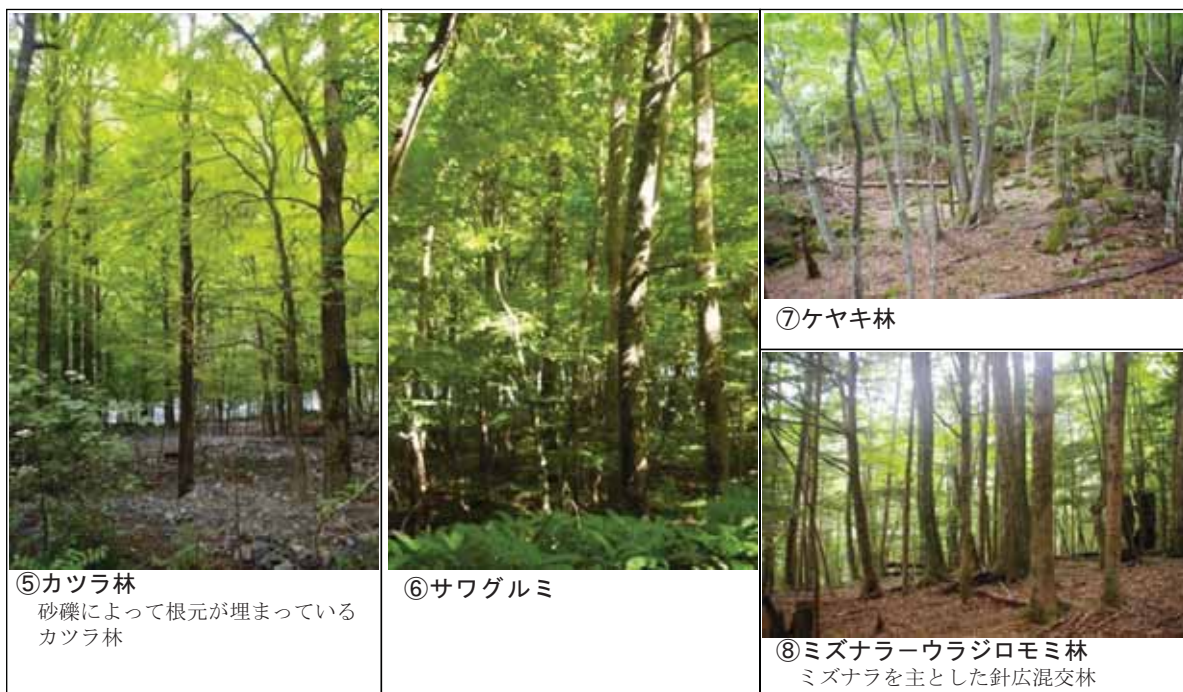 ⑤カツラ林
砂礫によって根元が埋まっている
カツラ林
⑥サワグルミ
⑦ケヤキ林
⑧ミズナラーウラジロモミ林
ミズナラを主とした針広混交林